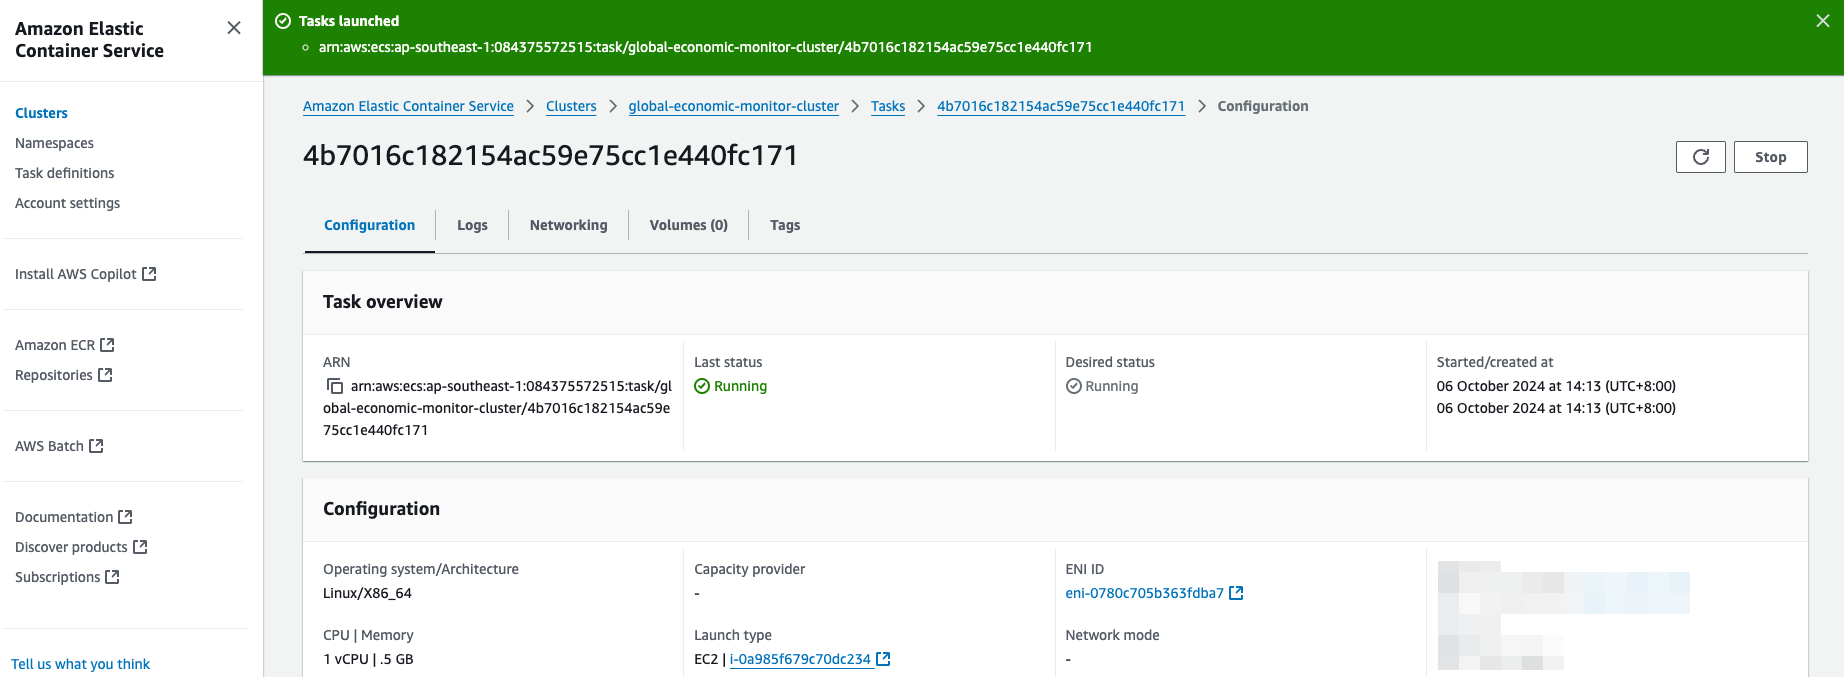 Amazon Elastic
Container Service
Clusters
Namespaces
Task definitions
Account settings
Install AWS Copilot
Amazon ECR
Repositories
AWS Batch
Documentation
Discover products
Subscriptions
Tell us what you think
Tasks launched
arn:aws:ecs:ap-southeast-1:084375572515:task/global-economic-monitor-cluster/4b7016c182154ac59e75cc1e440fc171
Amazon Elastic Container Service > Clusters > global-economic-monitor-cluster > Tasks > 4b7016c182154ac59e75cc1e440fc171 > Configuration
4b7016c182154ac59e75cc1e440fc171
Stop
Configuration Logs Networking Volumes (0) Tags
Task overview
ARN
arn:aws:ecs:ap-southeast-1:084375572515:task/gl
obal-economic-monitor-cluster/4b7016c182154ac59e
75cc1e440fc171
Last status
Running
Desired status
Running
Started/created at
06 October 2024 at 14:13 (UTC+8:00)
06 October 2024 at 14:13 (UTC+8:00)
Configuration
Operating system/Architecture
Linux/X86_64
CPU | Memory
1 vCPU | .5 GB
Capacity provider
-
Launch type
EC2 | i-0a985f679c70dc234
ENI ID
eni-0780c705b363fdba7
Network mode
-